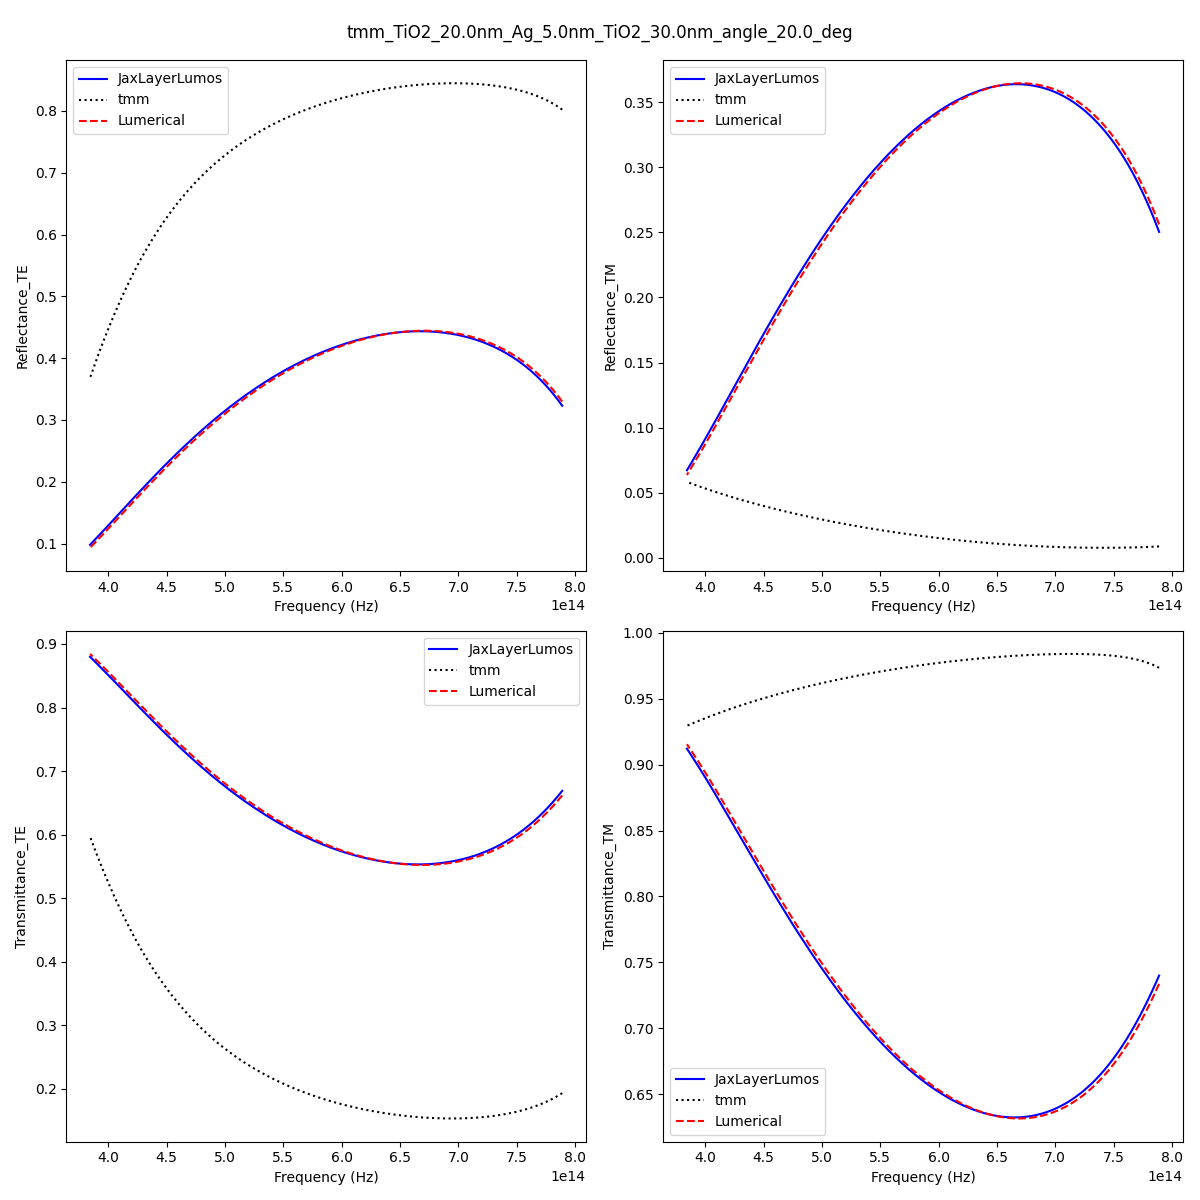 tmm_TiO2_20.0nm_Ag_5.0nm_TiO2_30.0nm_angle_20.0_deg
JaxLayerLumos
tmm
Lumerical
Reflectance_TE
0.8
0.7
0.6
0.5
0.4
0.3
0.2
0.1
4.0 4.5 5.0 5.5 6.0 6.5 7.0 7.5 8.0
Frequency (Hz)
1e14
JaxLayerLumos
tmm
Lumerical
Reflectance_TM
0.35
0.30
0.25
0.20
0.15
0.10
0.05
0.00
4.0 4.5 5.0 5.5 6.0 6.5 7.0 7.5 8.0
Frequency (Hz)
1e14
JaxLayerLumos
tmm
Lumerical
Transmittance_TE
0.9
0.8
0.7
0.6
0.5
0.4
0.3
0.2
4.0 4.5 5.0 5.5 6.0 6.5 7.0 7.5 8.0
Frequency (Hz)
1e14
Transmittance_TM
1.00
0.95
0.90
0.85
0.80
0.75
0.70
0.65
JaxLayerLumos
tmm
Lumerical
4.0 4.5 5.0 5.5 6.0 6.5 7.0 7.5 8.0
Frequency (Hz)
1e14